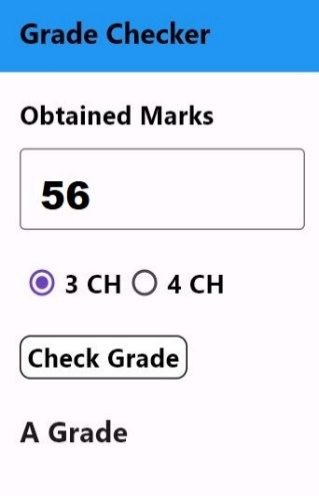 Grade Checker
Obtained Marks
56
3 CH 4 CH
Check Grade
A Grade